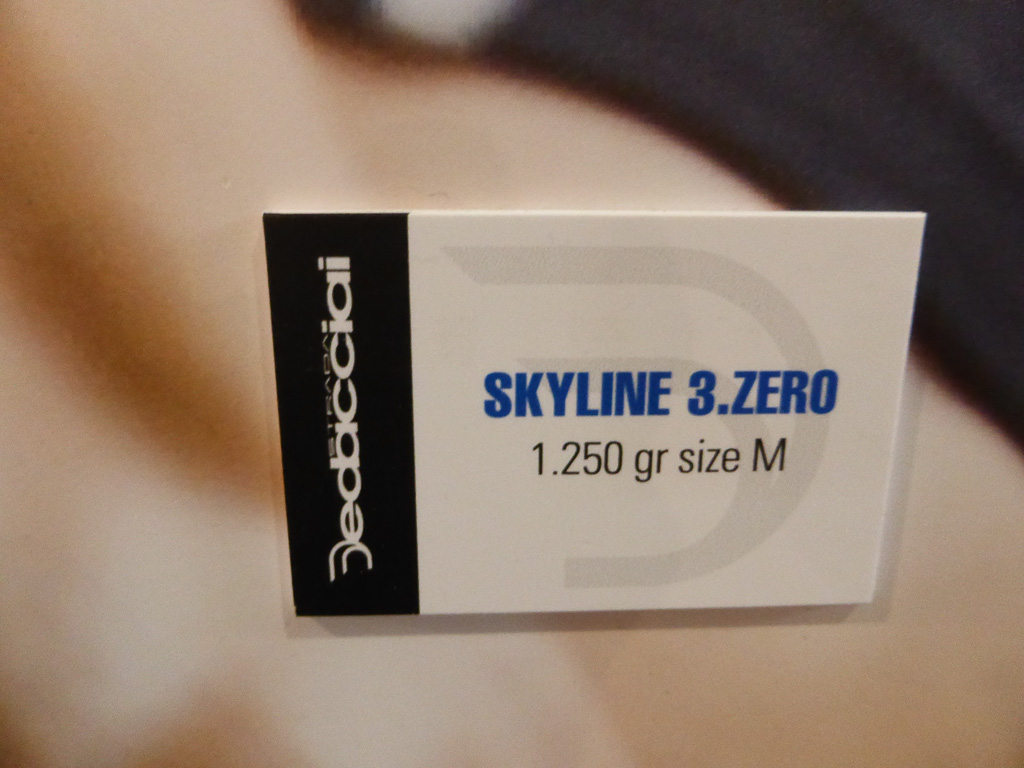 Dedacciai
STRADA
SKYLINE 3.ZERO
1.250 gr size M